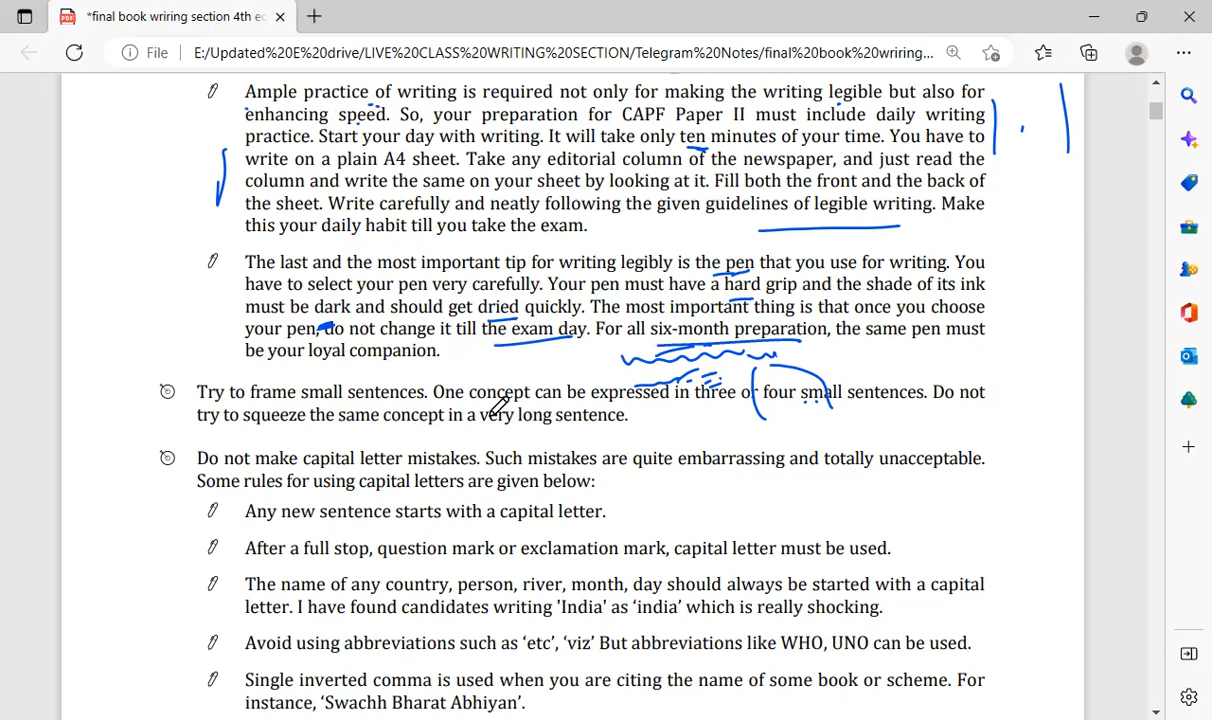 *final book wriring section 4th ec
File
E:/Updated%20E%20drive/LIVE%20CLASS%20WRITING%20SECTION/Telegram%20Notes/final%20book%20wriring...
Ample practice of writing is required not only for making the writing legible but also for
enhancing speed. So, your preparation for CAPF Paper II must include daily writing
practice. Start your day with writing. It will take only ten minutes of your time. You have to
write on a plain A4 sheet. Take any editorial column of the newspaper, and just read the
column and write the same on your sheet by looking at it. Fill both the front and the back of
the sheet. Write carefully and neatly following the given guidelines of legible writing. Make
this your daily habit till you take the exam.
The last and the most important tip for writing legibly is the pen that you use for writing. You
have to select your pen very carefully. Your pen must have a hard grip and the shade of its ink
must be dark and should get dried quickly. The most important thing is that once you choose
your pen, do not change it till the exam day. For all six-month preparation, the same pen must
be your loyal companion.
Try to frame small sentences. One concept can be expressed in three or four small sentences. Do not
try to squeeze the same concept in a very long sentence.
Do not make capital letter mistakes. Such mistakes are quite embarrassing and totally unacceptable.
Some rules for using capital letters are given below:
Any new sentence starts with a capital letter.
After a full stop, question mark or exclamation mark, capital letter must be used.
The name of any country, person, river, month, day should always be started with a capital
letter. I have found candidates writing 'India' as ‘india’ which is really shocking.
Avoid using abbreviations such as ‘etc’, ‘viz’ But abbreviations like WHO, UNO can be used.
Single inverted comma is used when you are citing the name of some book or scheme. For
instance, ‘Swachh Bharat Abhiyan’.